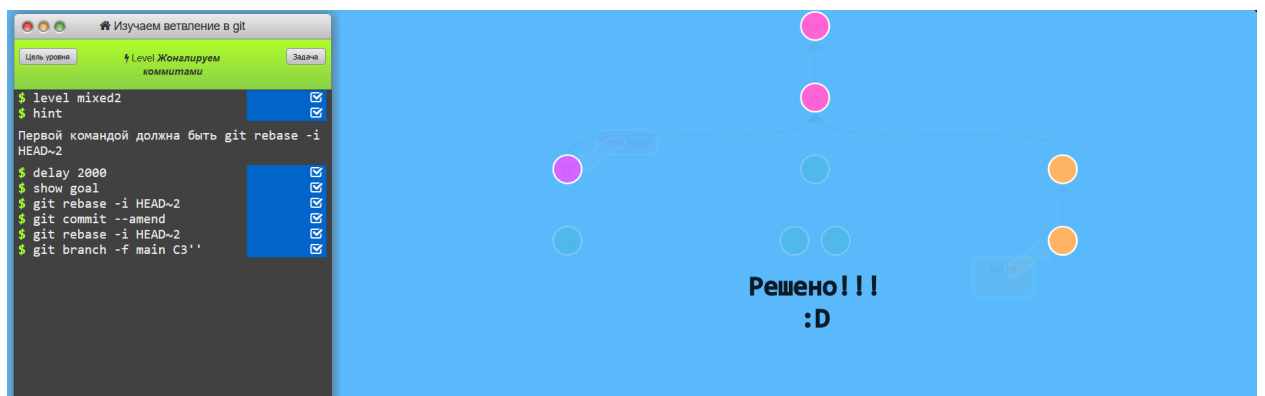 Изучаем ветвление в git
Цель уровня
Level Жонглируем
коммитами
Задача
$ level mixed2
$ hint
Первой командой должна быть git rebase -i
HEAD~2
$ delay 2000
$ show goal
$ git rebase -i HEAD~2
$ git commit --amend
$ git rebase -i HEAD~2
$ git branch -f main C3''
Решено!!!
:D